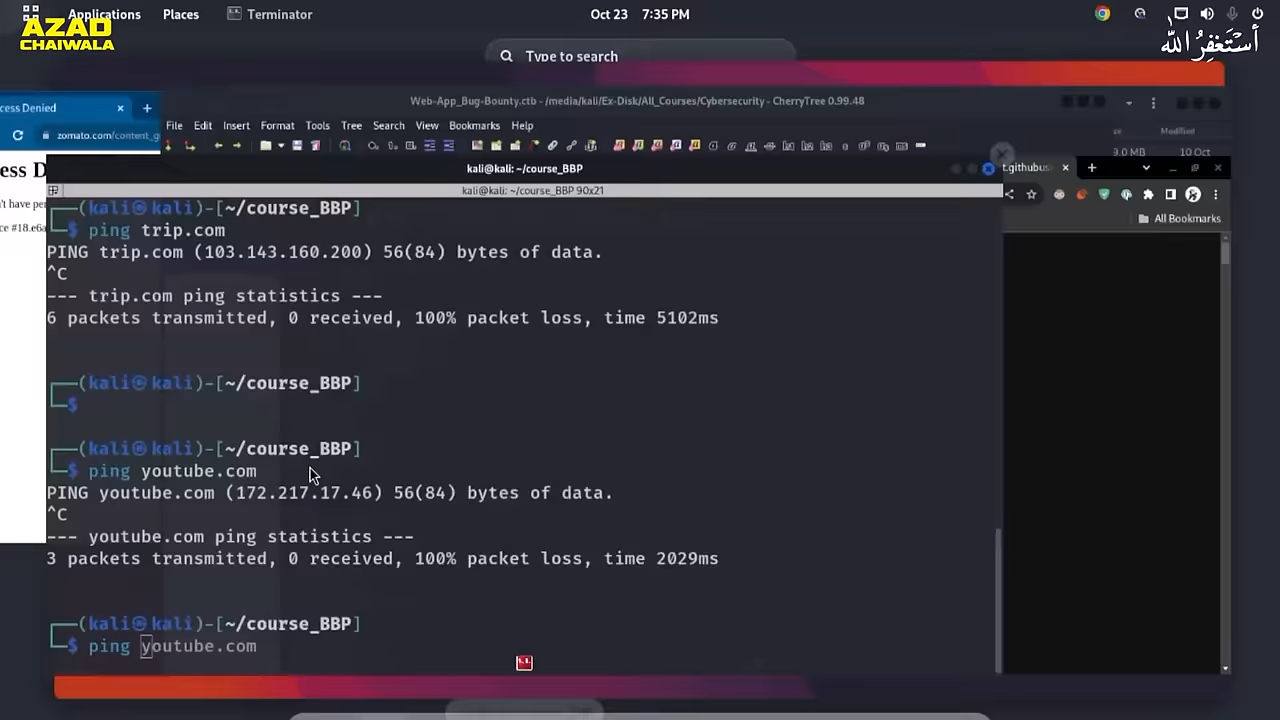 Applications Places Terminator Oct 23 7:35 PM
AZAD
CHAIWALA
أستغفر الله
Type to search
Web-App_Bug-Bounty.ctb - /media/kali/Ex-Disk/All_Courses/Cybersecurity - CherryTree 0.99.48
cess Denied
File Edit Insert Format Tools Tree Search View Bookmarks Help
Modified
zomato.com/content_g
9.0 MB 10 Oct
ess D
kali@kali: ~/course_BBP
t.githubus
kali@kali: ~/course_BBP 90x21
't have per
All Bookmarks
ce #18.e6a
┌──(kali㉿kali)-[~/course_BBP]
└─$ ping trip.com
PING trip.com (103.143.160.200) 56(84) bytes of data.
^C
--- trip.com ping statistics ---
6 packets transmitted, 0 received, 100% packet loss, time 5102ms
┌──(kali㉿kali)-[~/course_BBP]
└─$
┌──(kali㉿kali)-[~/course_BBP]
└─$ ping youtube.com
PING youtube.com (172.217.17.46) 56(84) bytes of data.
^C
--- youtube.com ping statistics ---
3 packets transmitted, 0 received, 100% packet loss, time 2029ms
┌──(kali㉿kali)-[~/course_BBP]
└─$ ping youtube.com